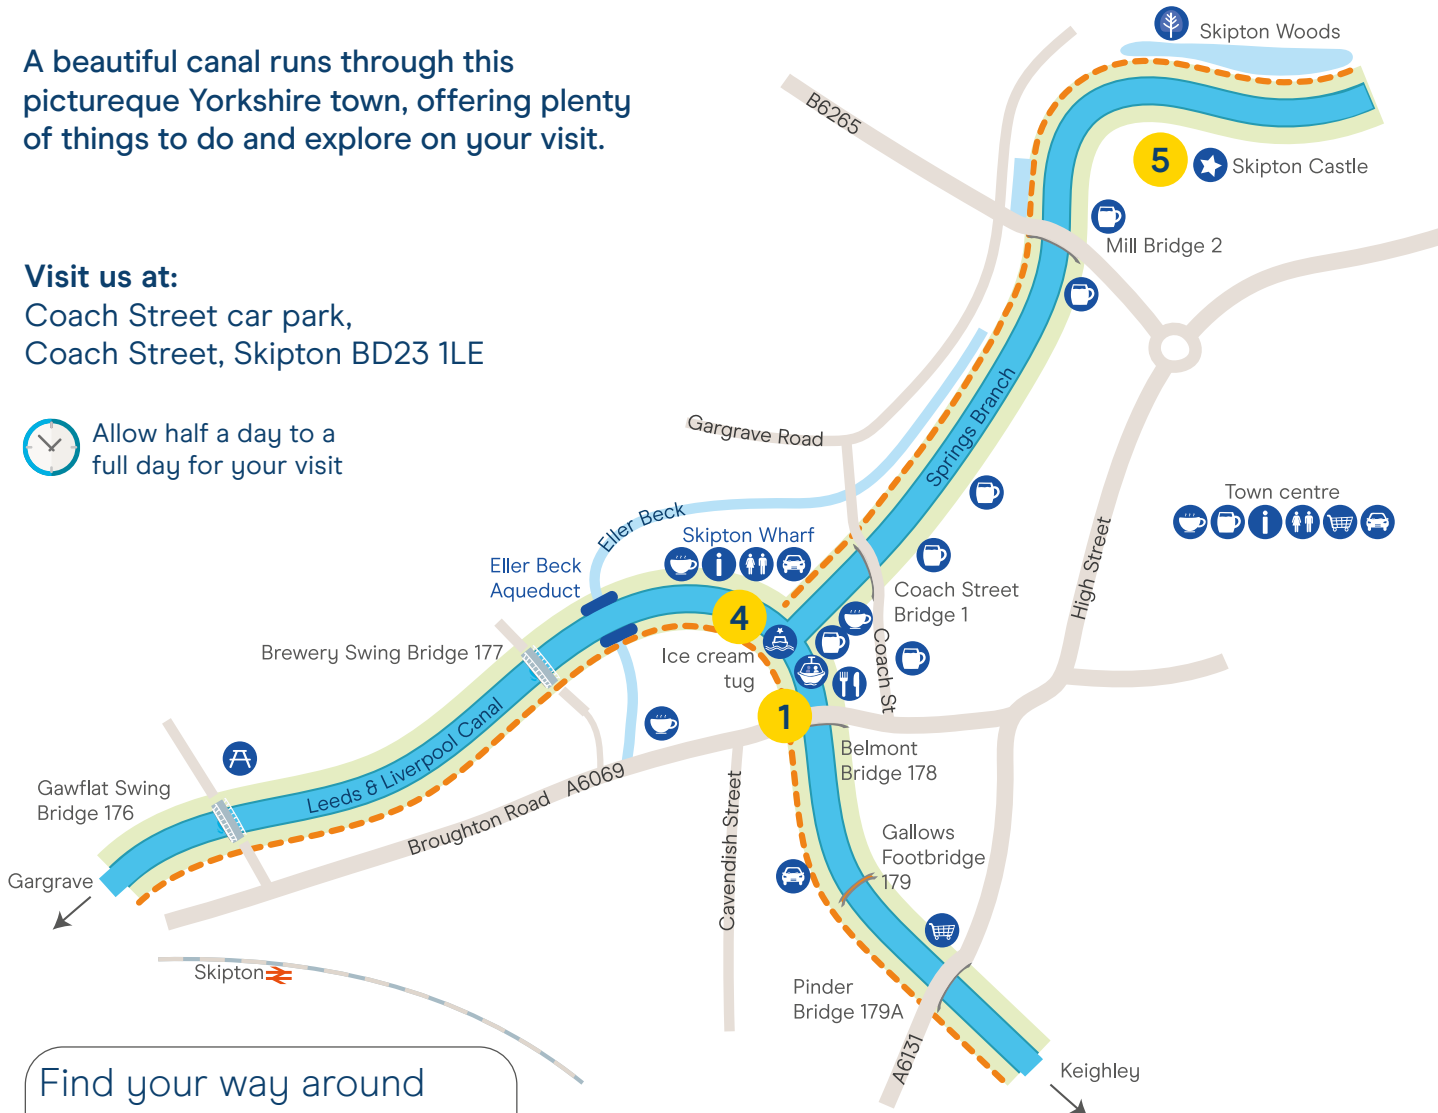 A beautiful canal runs through this
pictureque Yorkshire town, offering plenty
of things to do and explore on your visit.
Visit us at:
Coach Street car park,
Coach Street, Skipton BD23 1LE
Allow half a day to a
full day for your visit
Skipton Woods
B6265
5
Skipton Castle
Mill Bridge 2
Gargrave Road
Springs Branch
Eller Beck
Skipton Wharf
Town centre
Eller Beck
Aqueduct
High Street
Coach Street
Bridge 1
4
Brewery Swing Bridge 177
Ice cream
tug
Coach St
1
Belmont
Bridge 178
Leeds & Liverpool Canal
Gawflat Swing
Bridge 176
Broughton Road A6069
Cavendish Street
Gallows
Footbridge
179
Gargrave
Skipton
Pinder
Bridge 179A
A6131
Keighley
Find your way around